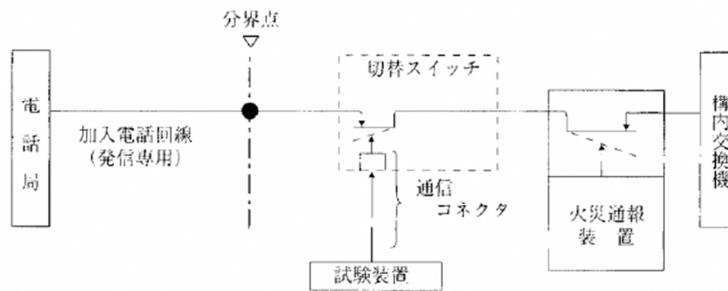 分界点
切替スイッチ
電話局
加入電話回線
(発信専用)
通信
コネクタ
試験装置
火災通報
装 置
構内交換機